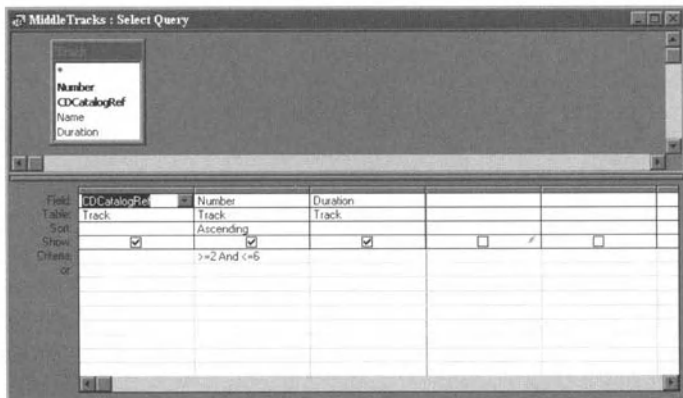 MiddleTracks : Select Query
Track
*
Number
CDCatalogRef
Name
Duration
Field: CDCatalogRef Number Duration
Table: Track Track Track
Sort: Ascending
Show:
Criteria: >=2 And <=6
or: